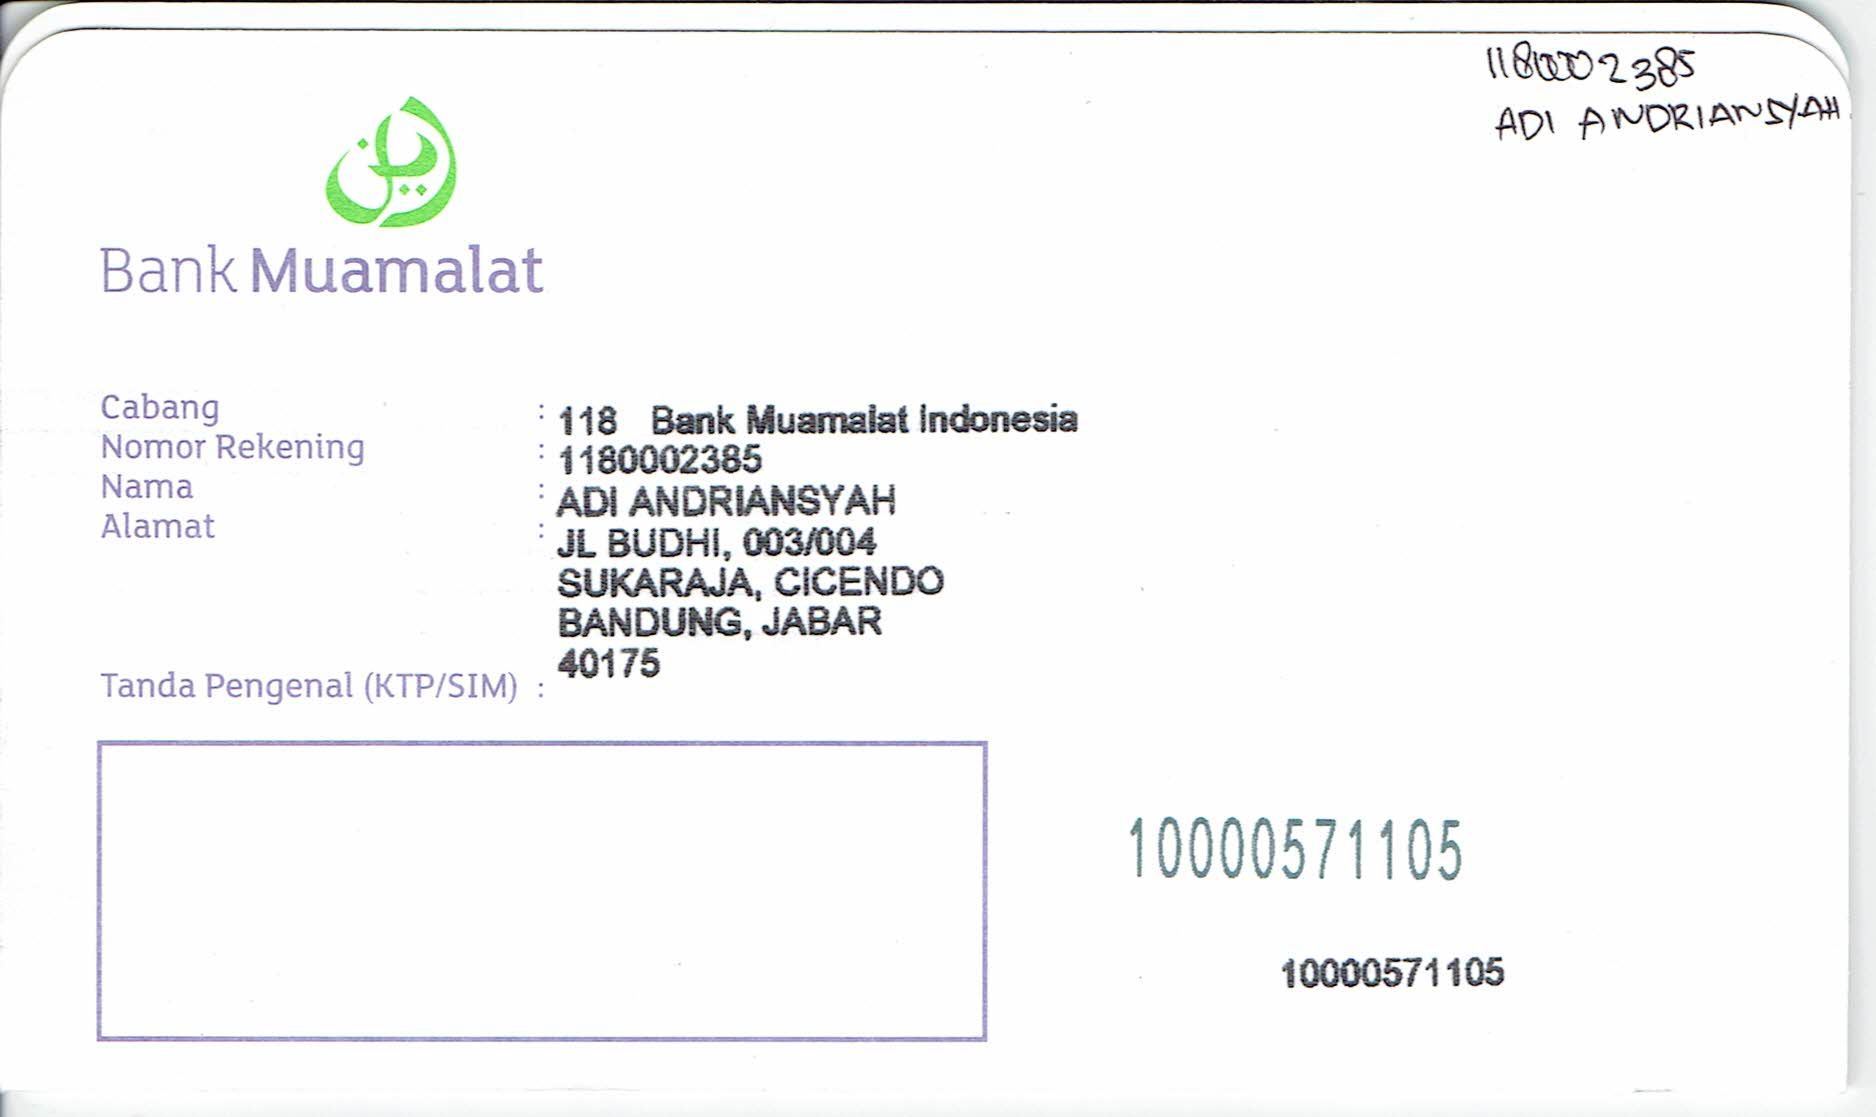 1180002385
ADI ANDRIANSYAH
Bank Muamalat
Cabang : 118 Bank Muamalat Indonesia
Nomor Rekening : 1180002385
Nama : ADI ANDRIANSYAH
Alamat : JL BUDHI, 003/004
SUKARAJA, CICENDO
BANDUNG, JABAR
40175
Tanda Pengenal (KTP/SIM) :
10000571105
10000571105